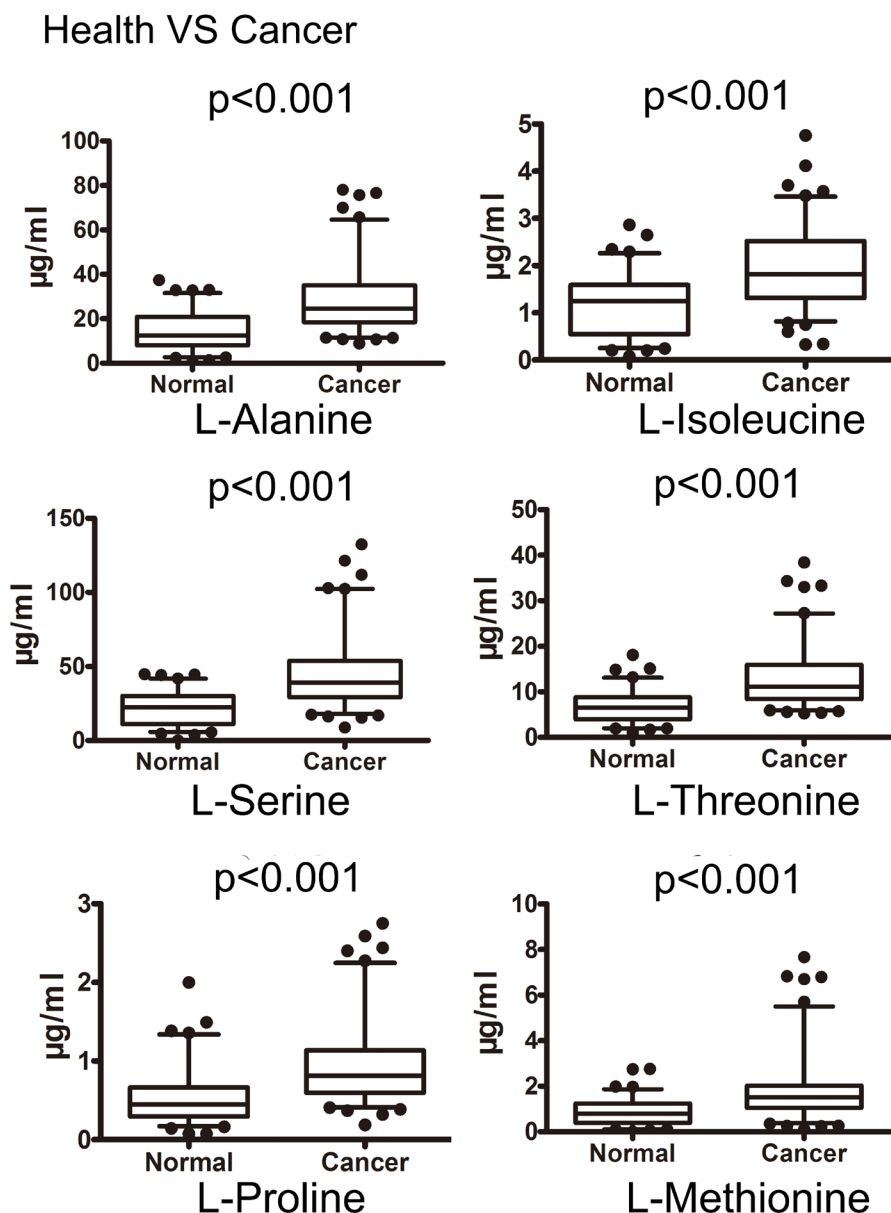 Health VS Cancer
p<0.001
p<0.001
100
80
60
40
20
0
µg/ml
Normal
Cancer
L-Alanine
5
4
3
2
1
0
µg/ml
Normal
Cancer
L-Isoleucine
p<0.001
p<0.001
150
100
50
0
µg/ml
Normal
Cancer
L-Serine
50
40
30
20
10
0
µg/ml
Normal
Cancer
L-Threonine
p<0.001
p<0.001
3
2
1
0
µg/ml
Normal
Cancer
L-Proline
10
8
6
4
2
0
µg/ml
Normal
Cancer
L-Methionine